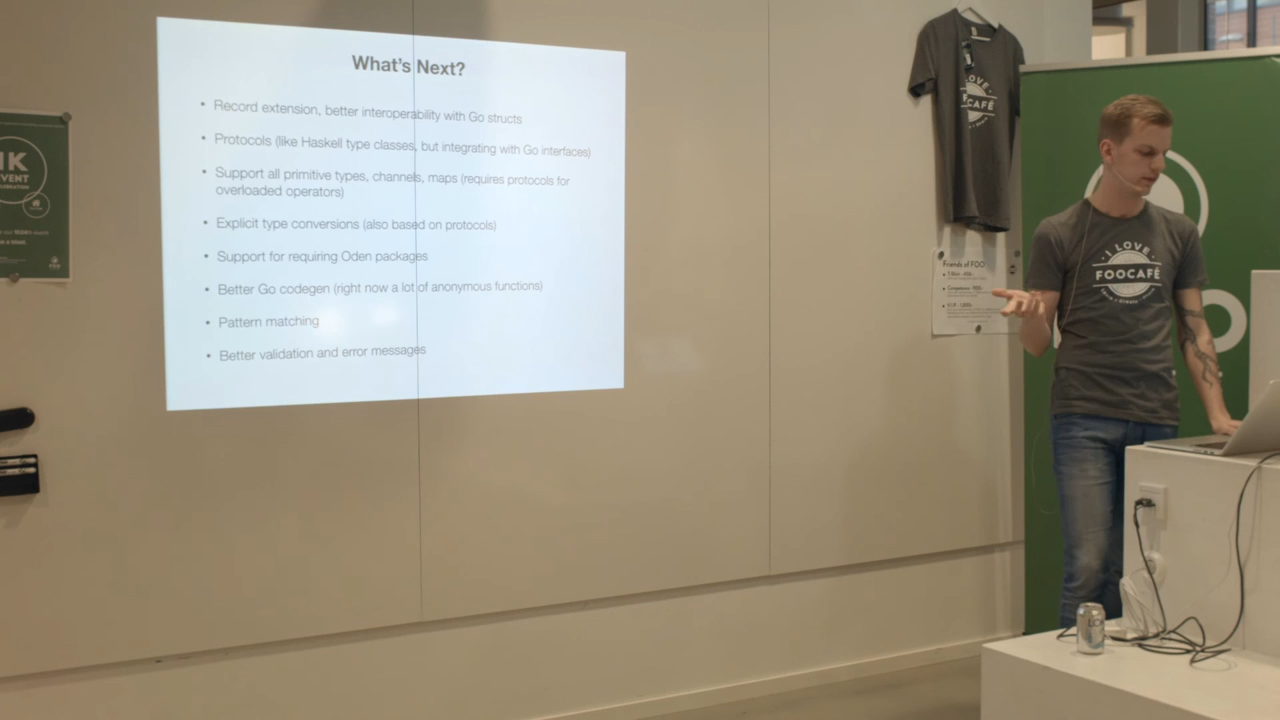 What's Next?
• Record extension, better interoperability with Go structs
• Protocols (like Haskell type classes, but integrating with Go interfaces)
• Support all primitive types, channels, maps (requires protocols for
overloaded operators)
• Explicit type conversions (also based on protocols)
• Support for requiring Oden packages
• Better Go codegen (right now a lot of anonymous functions)
• Pattern matching
• Better validation and error messages
1K
EVENT
I LOVE
FOOCAFÉ
Friends of FOO
I LOVE
FOOCAFÉ